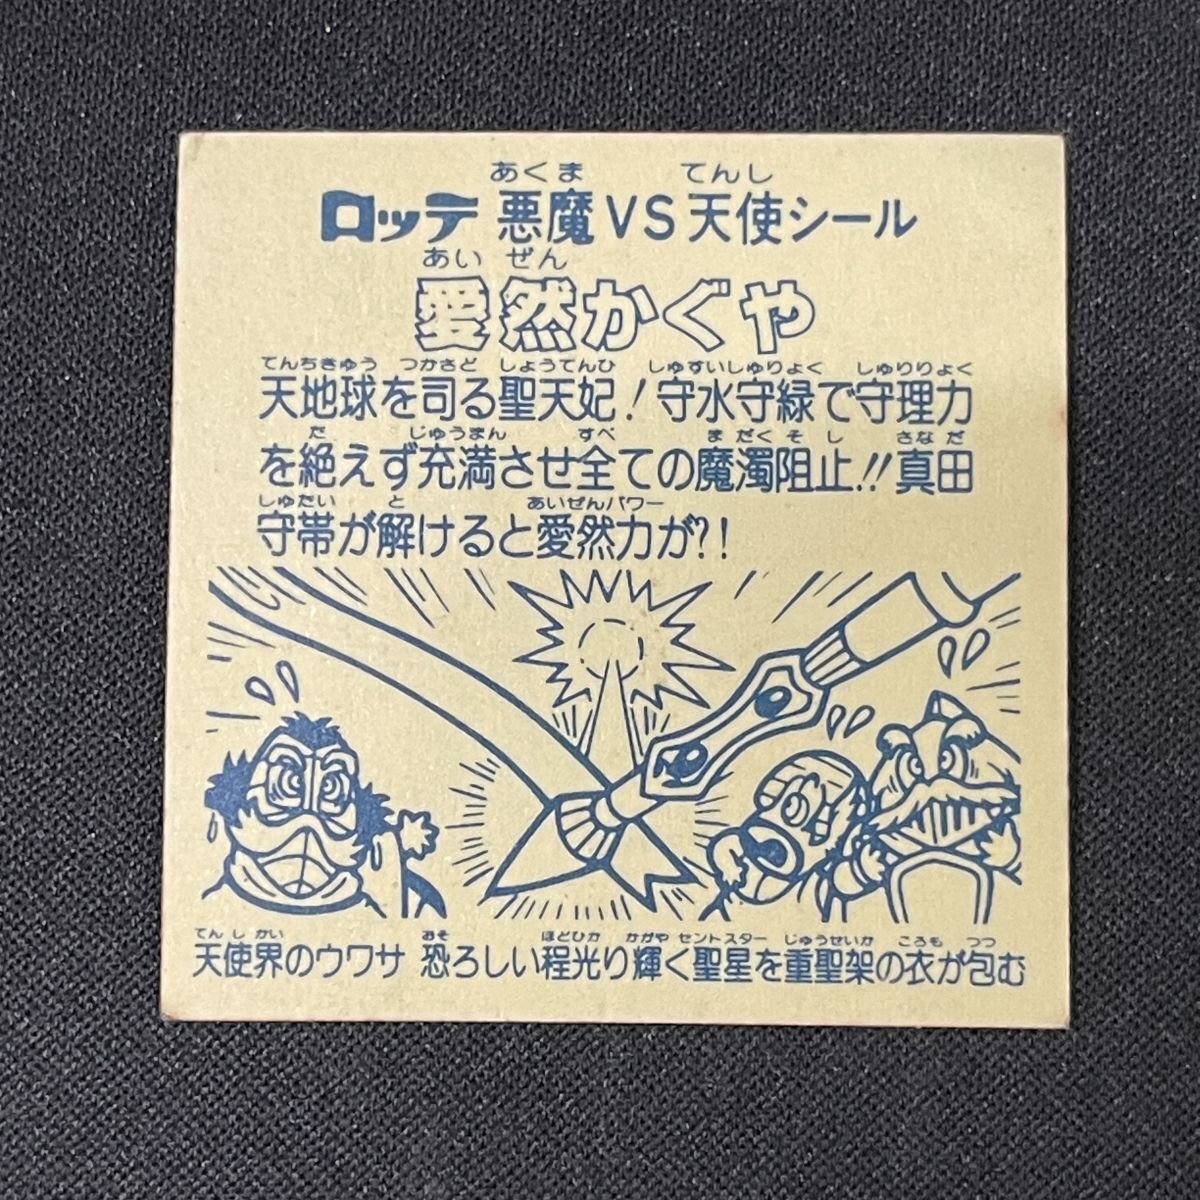 あくま てんし
ロッテ 悪魔VS天使シール
あい ぜん
愛然かぐや
てんちきゅう つかさど しょうてんひ しゅすいしゅりょく しゅりりょく
天地球を司る聖天妃!守水守緑で守理力
だ じゅうまん すべ まだくそし さなだ
を絶えず充満させ全ての魔濁阻止!!真田
しゅたい と あいぜんパワー
守帯が解けると愛然力が?!
てんしかい おそ ほどひか かがや セントスター じゅうせいか ころも つつ
天使界のウワサ 恐ろしい程光り輝く聖星を重聖架の衣が包む